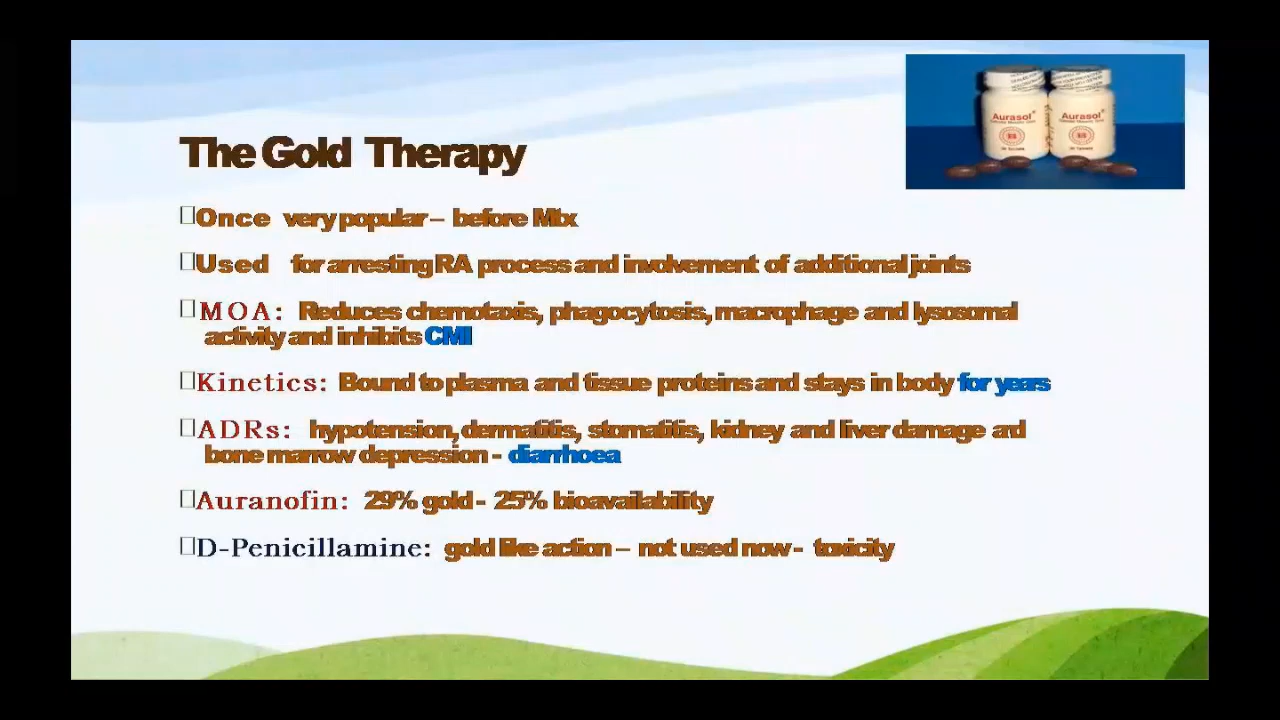 Aurasol
Aurasol
The Gold Therapy
Once very popular – before Mtx
Used for arresting RA process and involvement of additional joints
MOA: Reduces chemotaxis, phagocytosis, macrophage and lysosomal
activity and inhibits CMI
Kinetics: Bound to plasma and tissue proteins and stays in body for years
ADRs: hypotension, dermatitis, stomatitis, kidney and liver damage and
bone marrow depression - diarrhoea
Auranofin: 29% gold - 25% bioavailability
D-Penicillamine: gold like action – not used now - toxicity